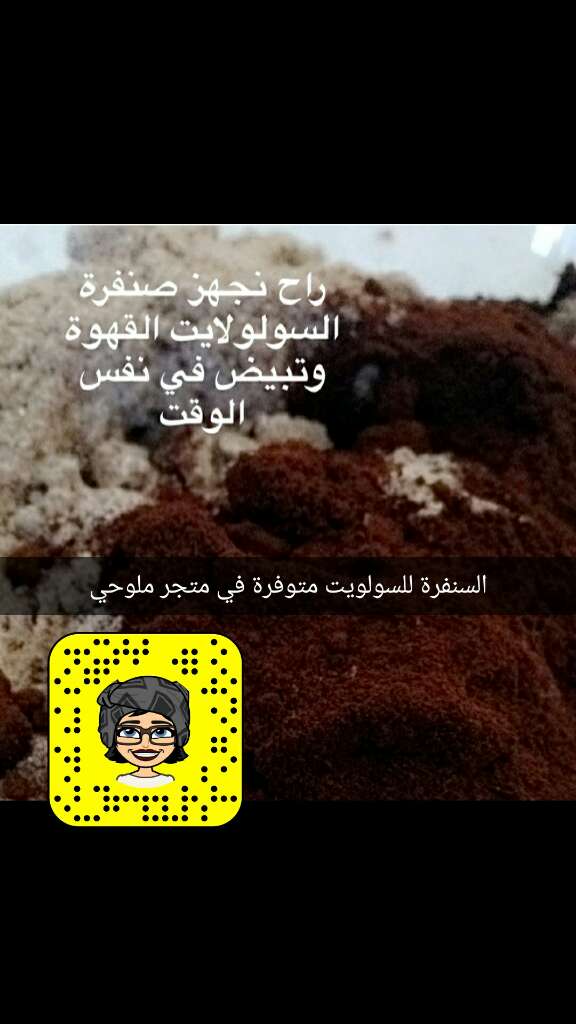 راح نجهز صنفرة
السولولايت القهوة
وتبيض في نفس
الوقت
السنفرة للسولويت متوفرة في متجر ملوحي